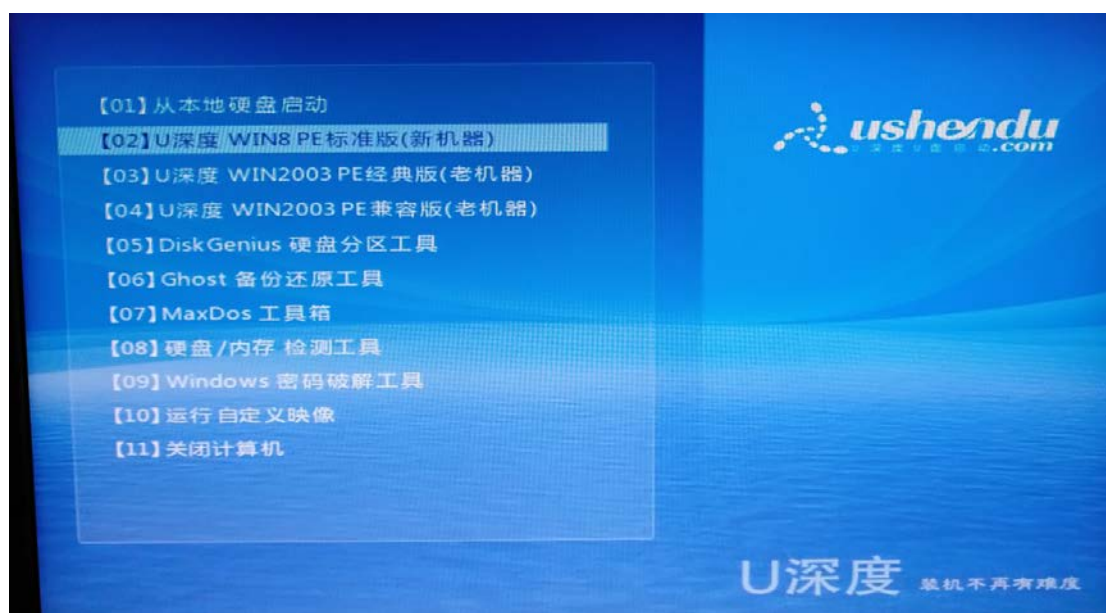 【01】从本地硬盘启动
【02】U深度 WIN8 PE标准版(新机器)
【03】U深度 WIN2003 PE经典版(老机器)
【04】U深度 WIN2003 PE兼容版(老机器)
【05】DiskGenius 硬盘分区工具
【06】Ghost 备份还原工具
【07】MaxDos 工具箱
【08】硬盘/内存 检测工具
【09】Windows 密码破解工具
【10】运行自定义映像
【11】关闭计算机
ushendu
.com
U深度 装机不再有难度